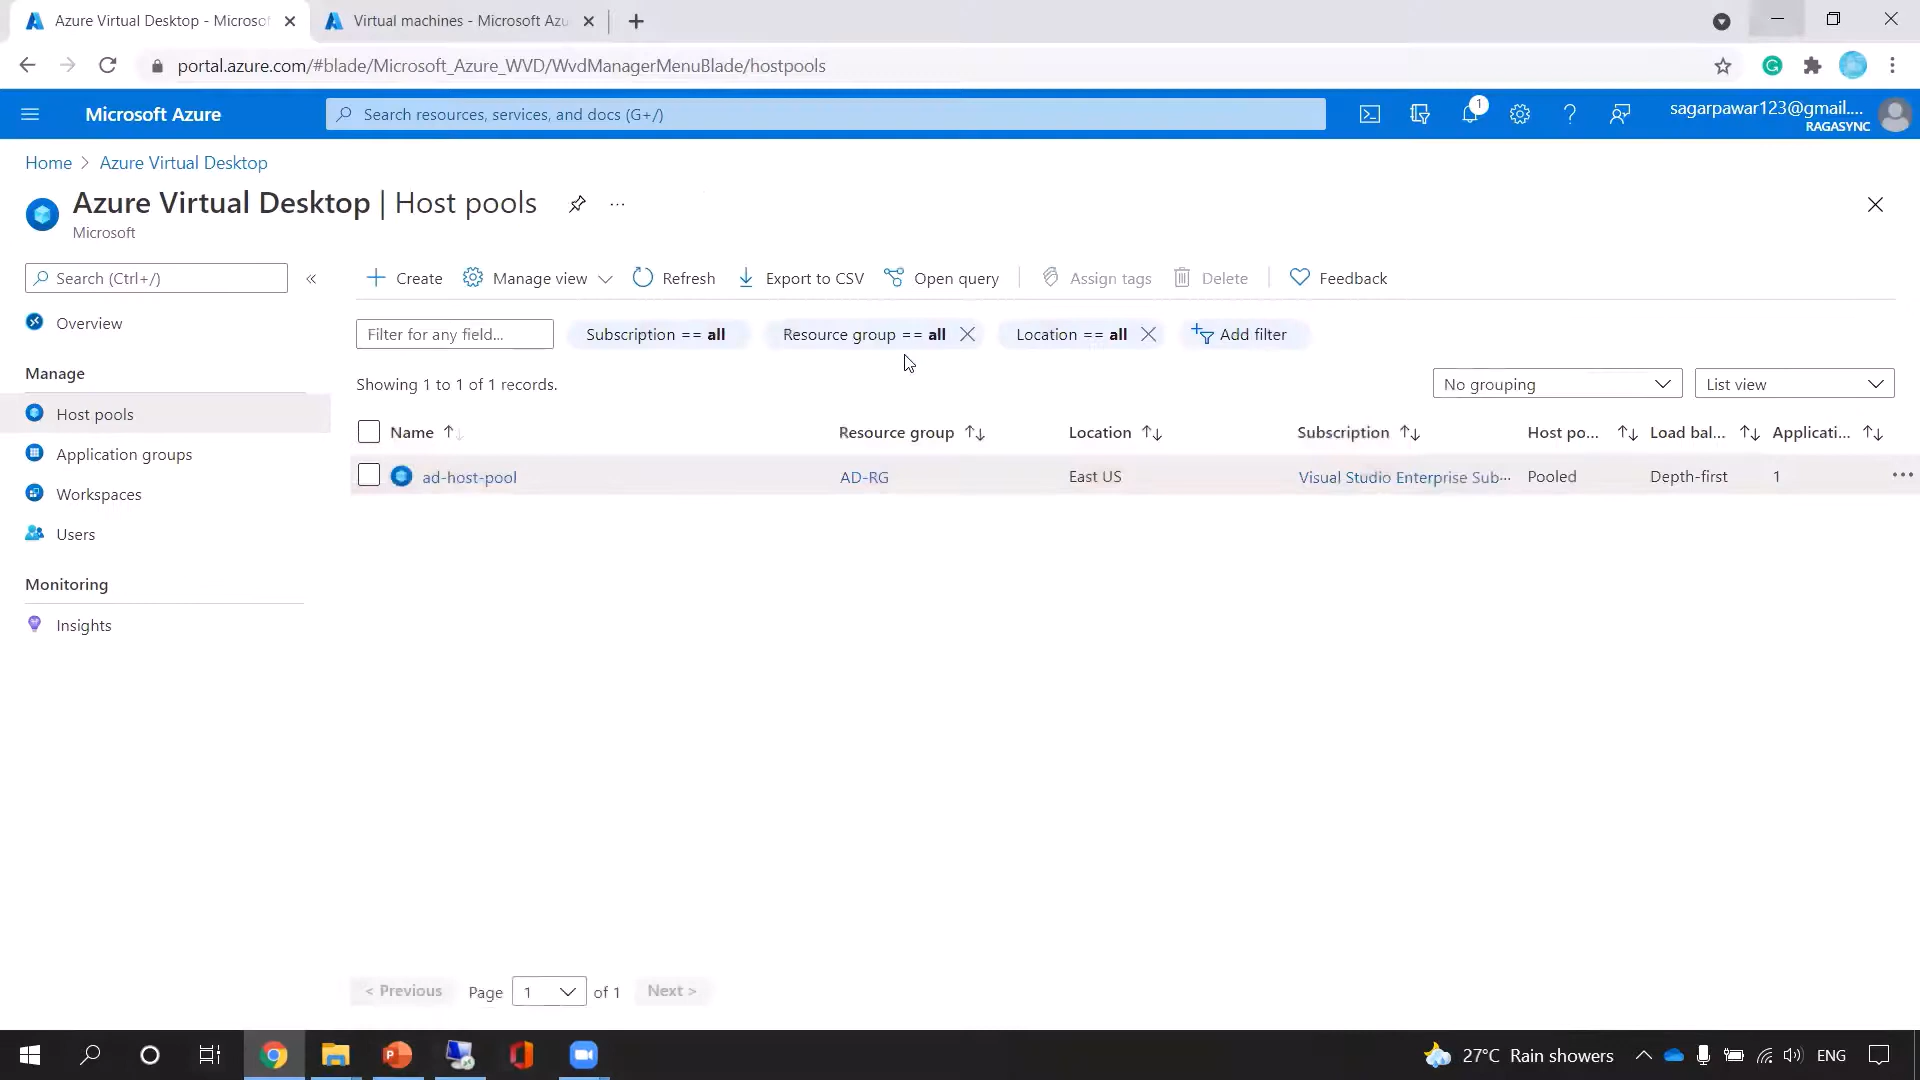 Azure Virtual Desktop - Microsof
Virtual machines - Microsoft Azu
portal.azure.com/#blade/Microsoft_Azure_WVD/WvdManagerMenuBlade/hostpools
Microsoft Azure
Search resources, services, and docs (G+/)
1
sagarpawar123@gmail....
RAGASYNC
Home > Azure Virtual Desktop
Azure Virtual Desktop | Host pools
...
Microsoft
Search (Ctrl+/)
«
Create
Manage view
Refresh
Export to CSV
Open query
Assign tags
Delete
Feedback
Overview
Manage
Host pools
Application groups
Workspaces
Users
Monitoring
Insights
Filter for any field...
Subscription == all
Resource group == all
Location == all
Add filter
Showing 1 to 1 of 1 records.
No grouping
List view
Name
Resource group
Location
Subscription
Host po...
Load bal...
Applicati...
ad-host-pool
AD-RG
East US
Visual Studio Enterprise Sub...
Pooled
Depth-first
1
...
< Previous
Page
1
of 1
Next >
27°C Rain showers
ENG